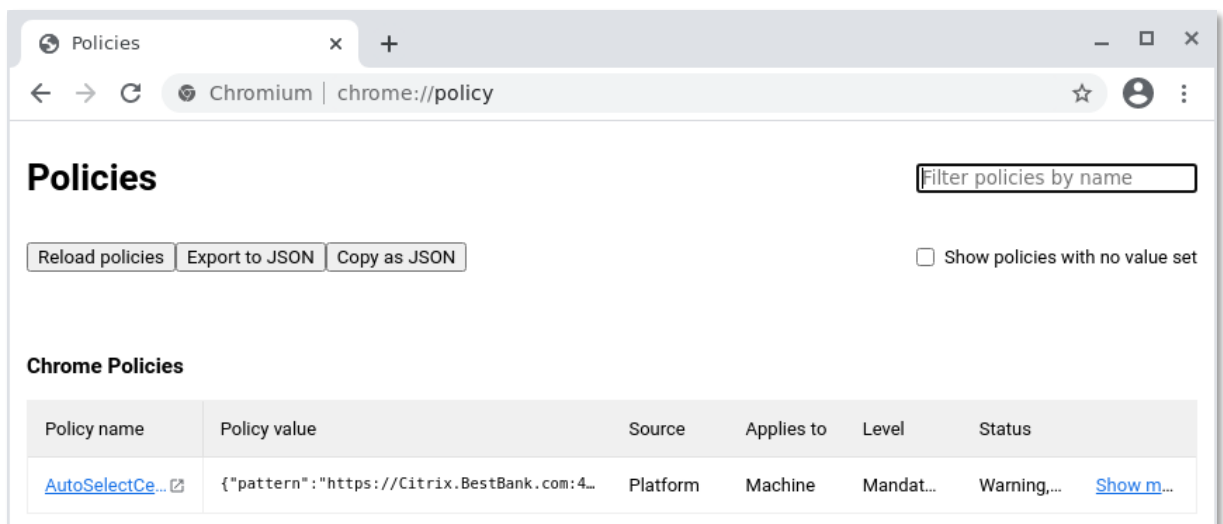 Policies
Chromium | chrome://policy
Policies
Filter policies by name
Reload policies Export to JSON Copy as JSON Show policies with no value set
Chrome Policies
Policy name Policy value Source Applies to Level Status
AutoSelectCe... {"pattern":"https://Citrix.BestBank.com:4… Platform Machine Mandat... Warning,... Show m...